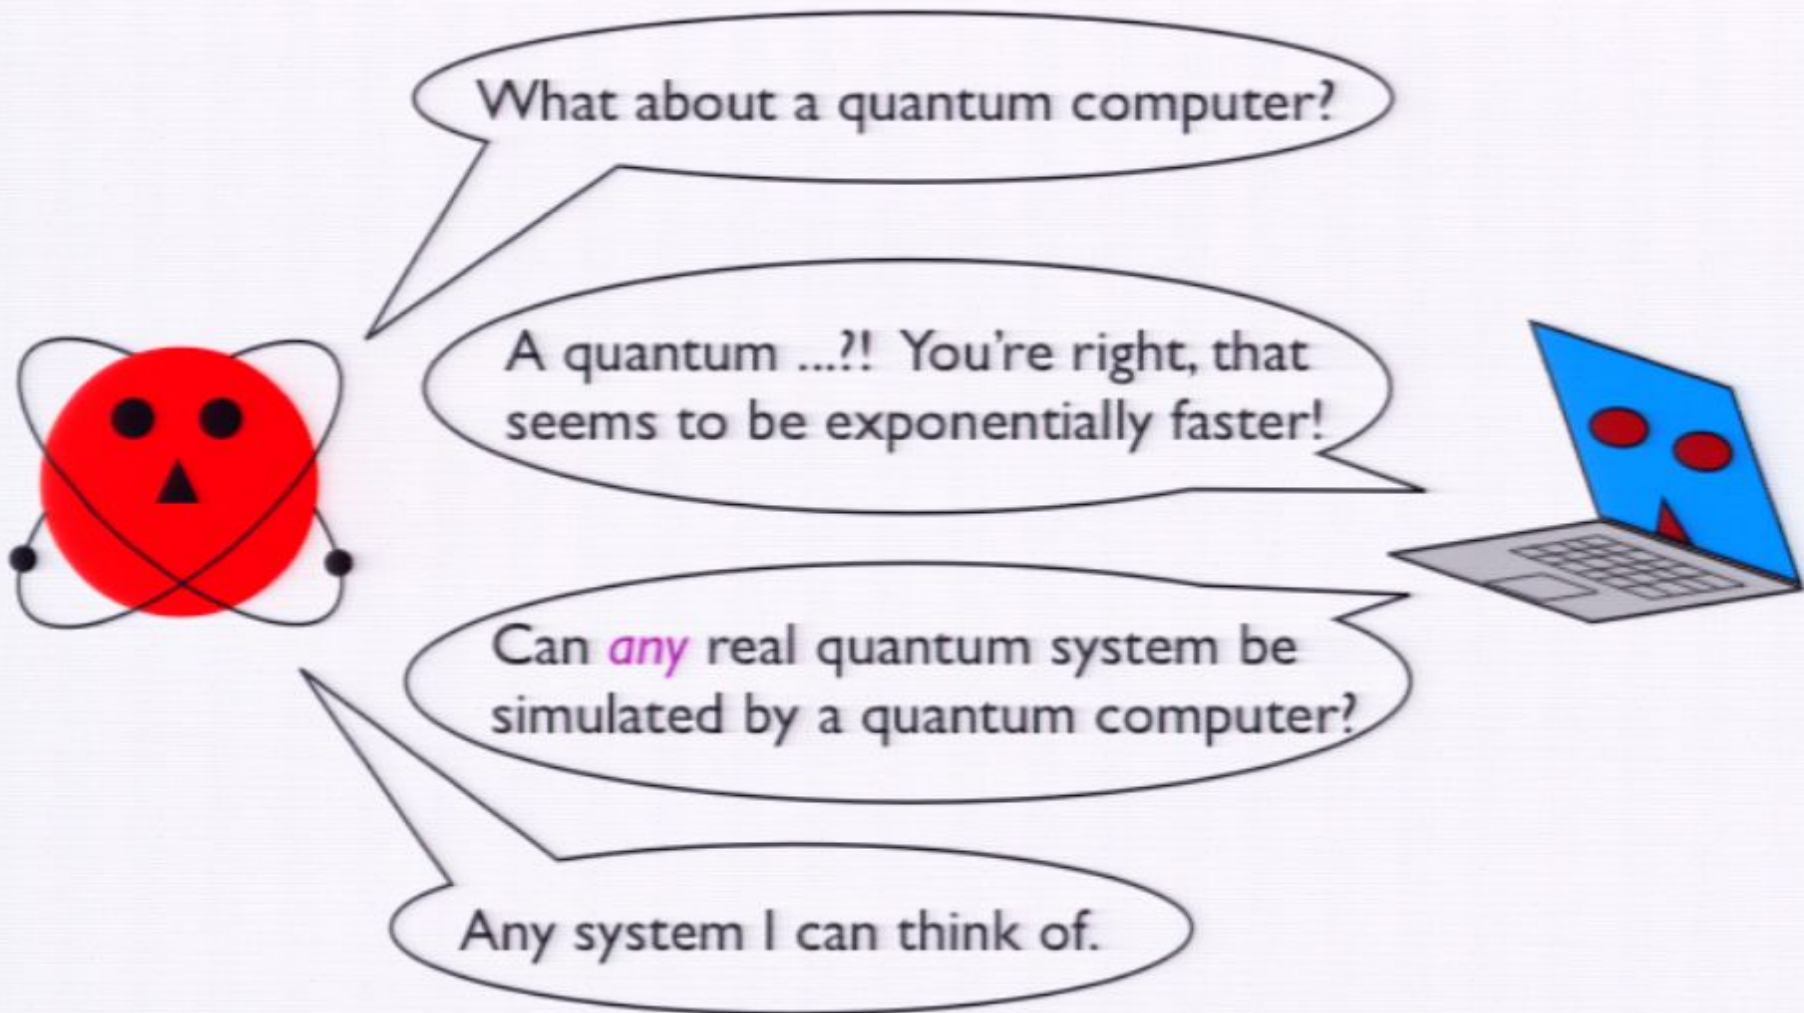 What about a quantum computer?
A quantum ...?! You're right, that
seems to be exponentially faster!
Can any real quantum system be
simulated by a quantum computer?
Any system I can think of.